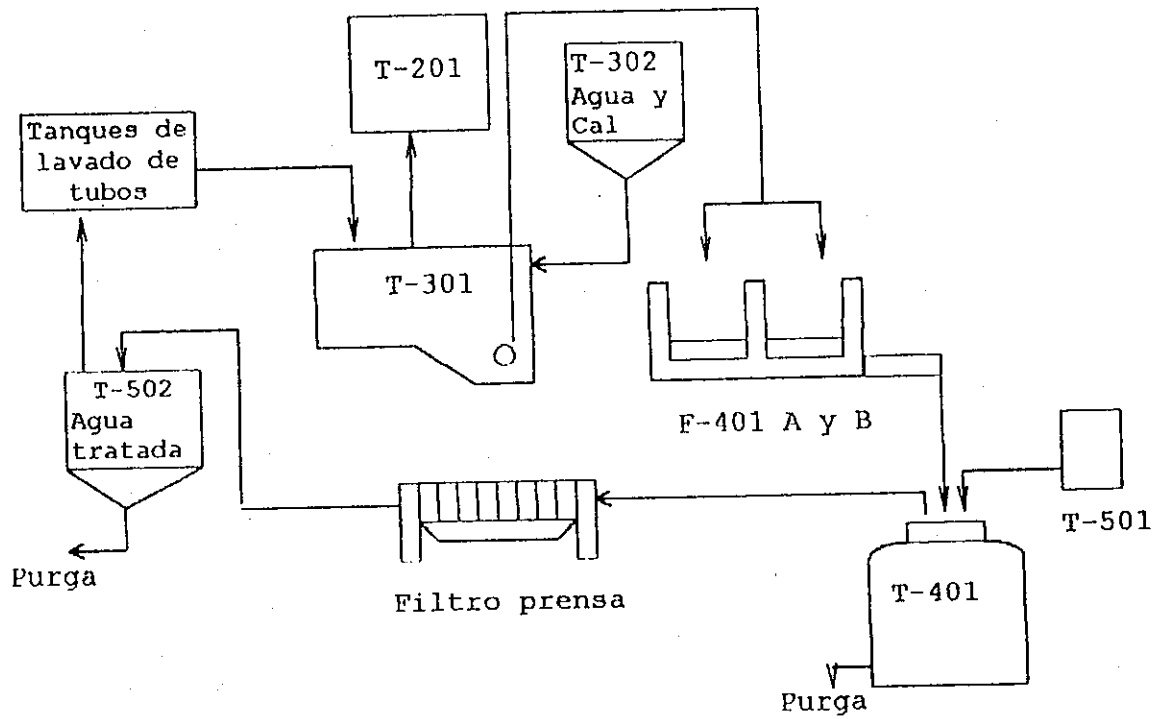 T-201
T-302
Agua y
Cal
Tanques de
lavado de
tubos
T-301
T-502
Agua
tratada
F-401 A y B
T-501
Purga
Filtro prensa
T-401
Purga